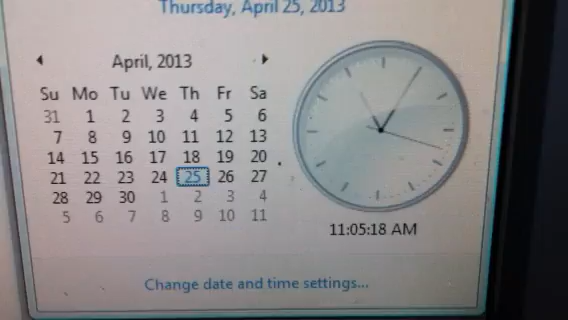 Thursday, April 25, 2013
April, 2013
Su Mo Tu We Th Fr Sa
31 1 2 3 4 5 6
7 8 9 10 11 12 13
14 15 16 17 18 19 20
21 22 23 24 25 26 27
28 29 30 1 2 3 4
5 6 7 8 9 10 11
11:05:18 AM
Change date and time settings...